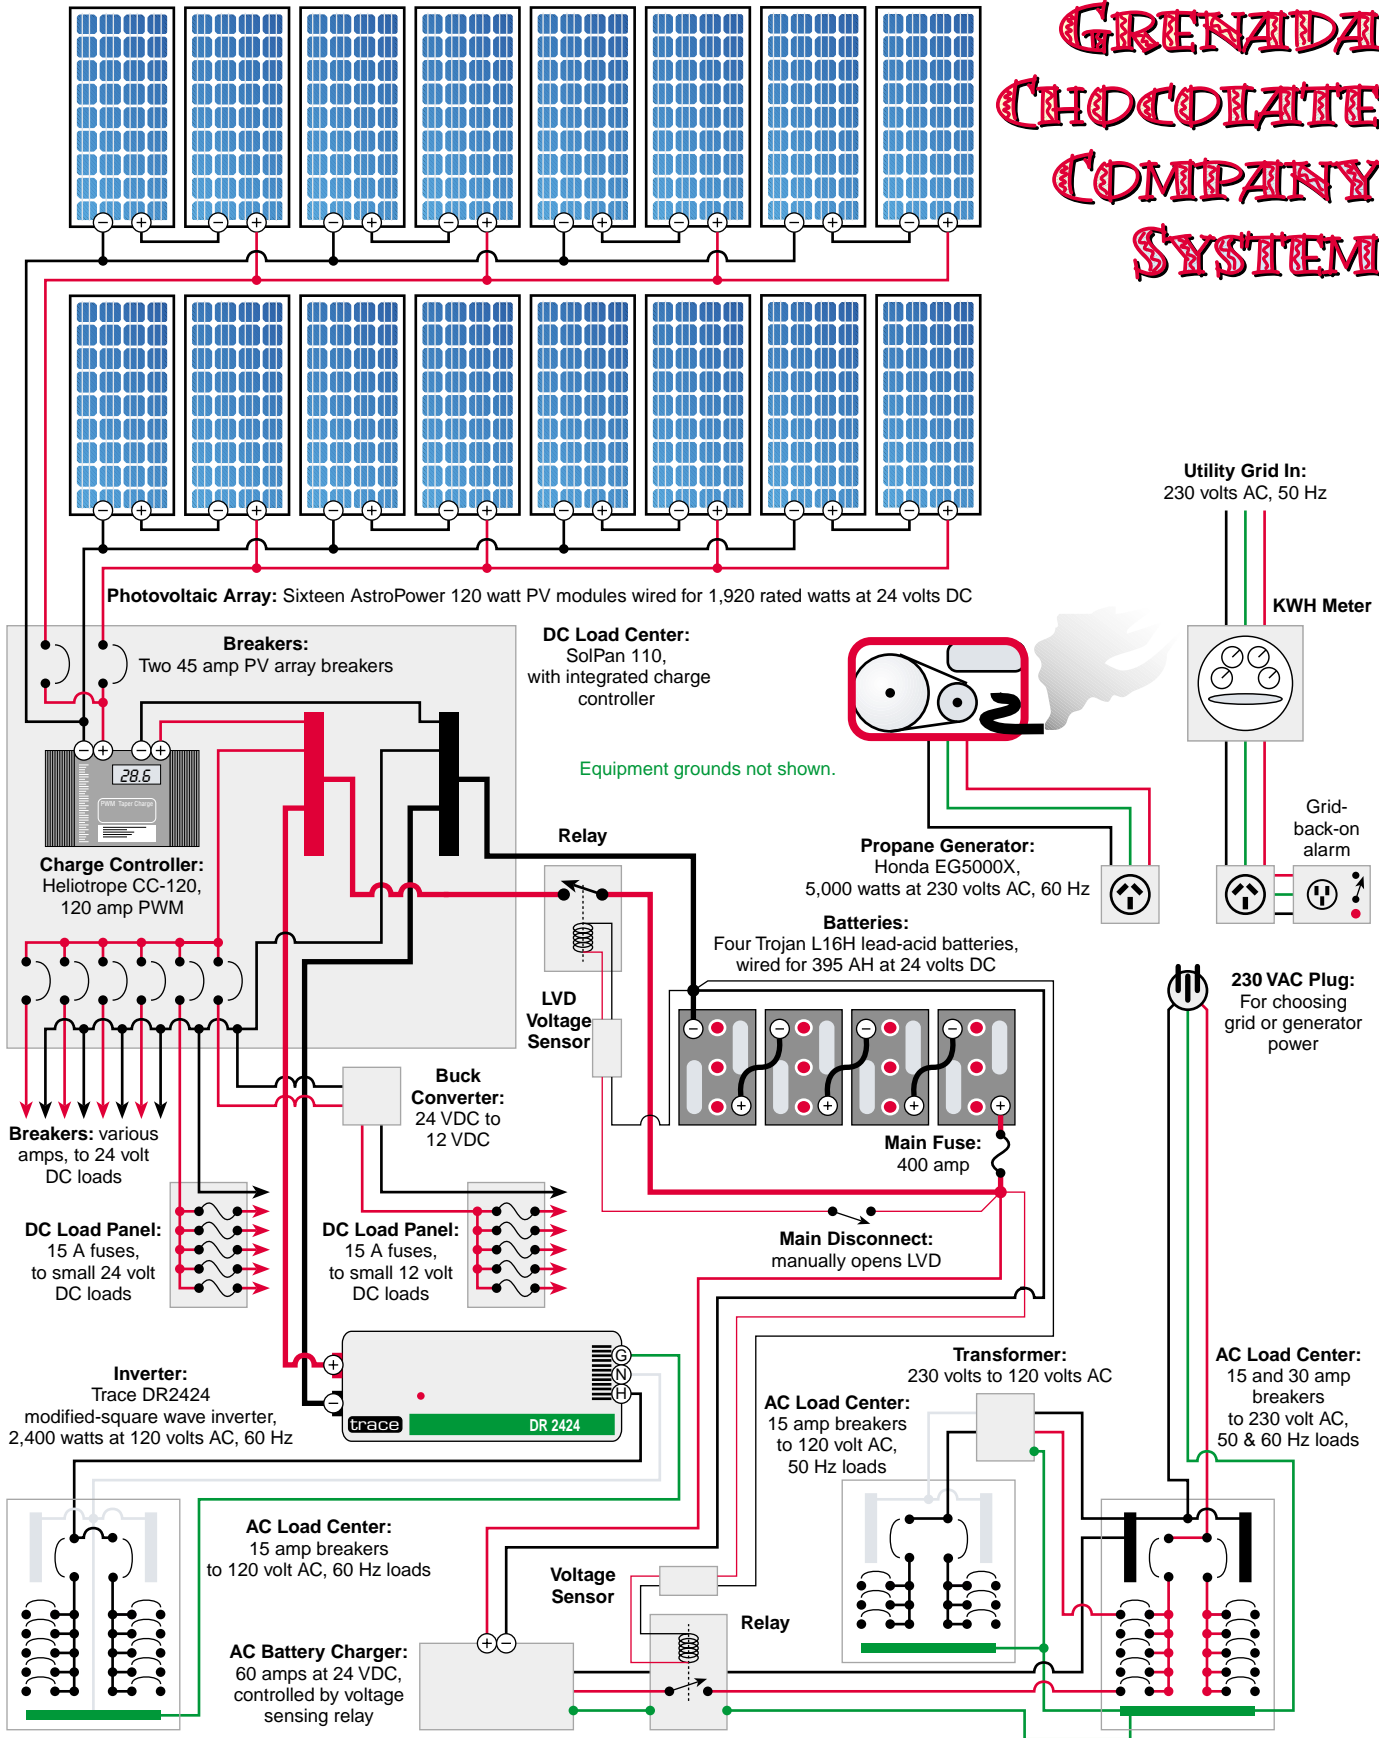 GRENADA
CHOCOLATE
COMPANY
SYSTEM
Utility Grid In:
230 volts AC, 50 Hz
KWH Meter
Photovoltaic Array: Sixteen AstroPower 120 watt PV modules wired for 1,920 rated watts at 24 volts DC
Breakers:
Two 45 amp PV array breakers
DC Load Center:
SolPan 110,
with integrated charge
controller
28.6
PWM Taper Charge
Equipment grounds not shown.
Charge Controller:
Heliotrope CC-120,
120 amp PWM
Relay
Propane Generator:
Honda EG5000X,
5,000 watts at 230 volts AC, 60 Hz
Grid-
back-on
alarm
Batteries:
Four Trojan L16H lead-acid batteries,
wired for 395 AH at 24 volts DC
230 VAC Plug:
For choosing
grid or generator
power
LVD
Voltage
Sensor
Buck
Converter:
24 VDC to
12 VDC
Breakers: various
amps, to 24 volt
DC loads
Main Fuse:
400 amp
DC Load Panel:
15 A fuses,
to small 24 volt
DC loads
DC Load Panel:
15 A fuses,
to small 12 volt
DC loads
Main Disconnect:
manually opens LVD
Inverter:
Trace DR2424
modified-square wave inverter,
2,400 watts at 120 volts AC, 60 Hz
G
N
H
trace
DR 2424
Transformer:
230 volts to 120 volts AC
AC Load Center:
15 amp breakers
to 120 volt AC,
50 Hz loads
AC Load Center:
15 and 30 amp
breakers
to 230 volt AC,
50 & 60 Hz loads
AC Load Center:
15 amp breakers
to 120 volt AC, 60 Hz loads
Voltage
Sensor
Relay
AC Battery Charger:
60 amps at 24 VDC,
controlled by voltage
sensing relay